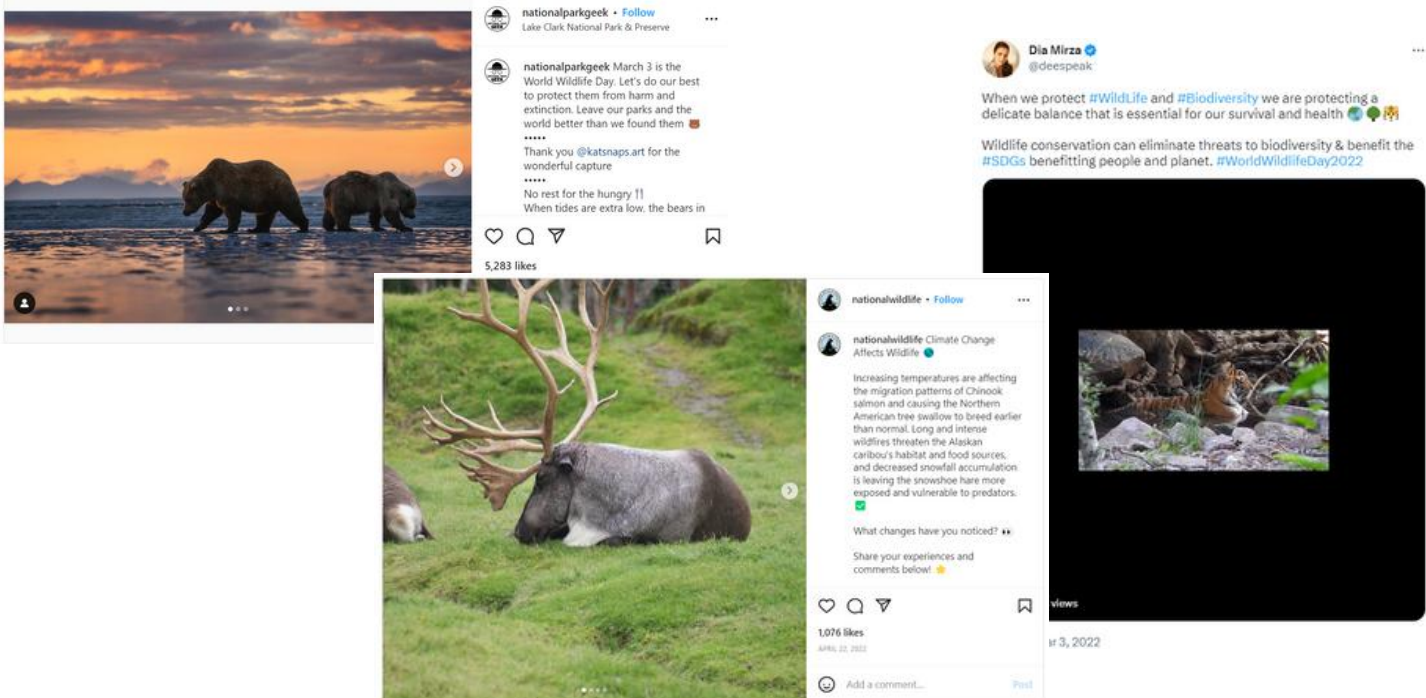 nationalparkgeek • Follow
Lake Clark National Park & Preserve
nationalparkgeek March 3 is the
World Wildlife Day. Let's do our best
to protect them from harm and
extinction. Leave our parks and the
world better than we found them 🐻
•••••
Thank you @katsnaps.art for the
wonderful capture
•••••
No rest for the hungry 🍴
When tides are extra low, the bears in
5,283 likes
nationalwildlife • Follow
nationalwildlife Climate Change
Affects Wildlife 🌎
Increasing temperatures are affecting
the migration patterns of Chinook
salmon and causing the Northern
American tree swallow to breed earlier
than normal. Long and intense
wildfires threaten the Alaskan
caribou's habitat and food sources,
and decreased snowfall accumulation
is leaving the snowshoe hare more
exposed and vulnerable to predators.
✅
What changes have you noticed? 👀
Share your experiences and
comments below! ⭐
1,076 likes
APRIL 22, 2022
Add a comment...
Post
Dia Mirza
@deespeak
When we protect #WildLife and #Biodiversity we are protecting a
delicate balance that is essential for our survival and health 🌏🌳🐯
Wildlife conservation can eliminate threats to biodiversity & benefit the
#SDGs benefitting people and planet. #WorldWildlifeDay2022
views
ar 3, 2022